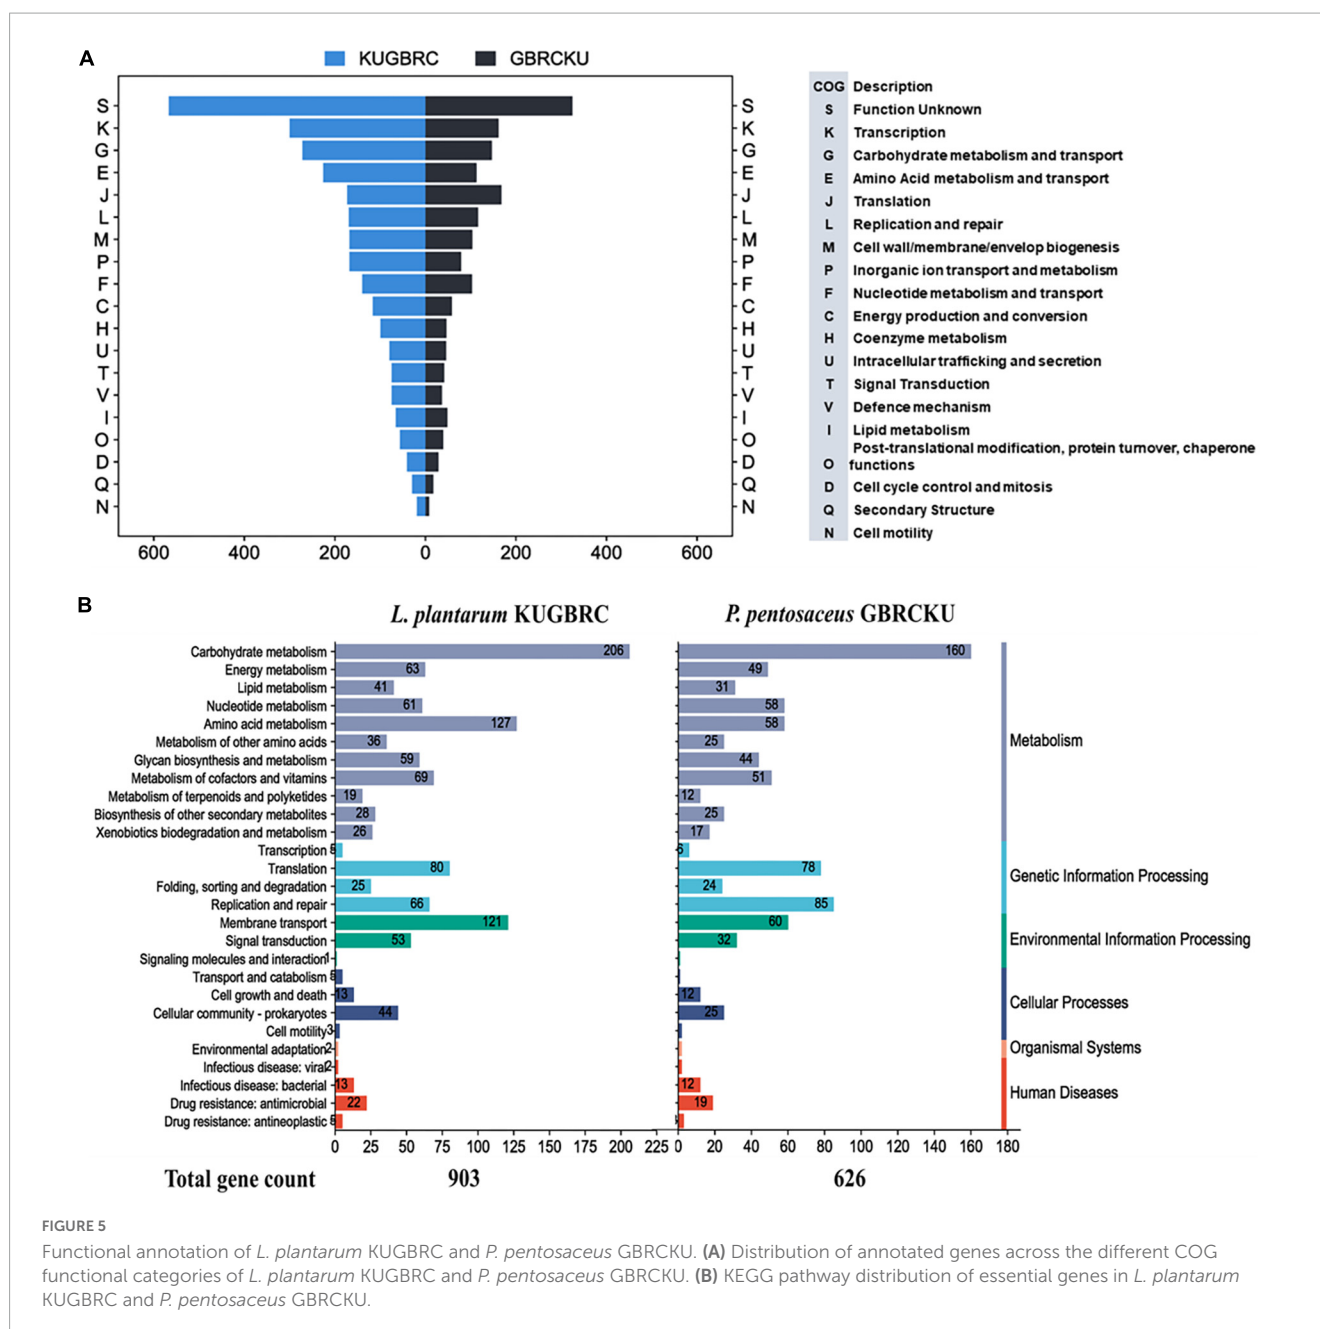 A
KUGBRC GBRCKU
S S
K K
G G
E E
J J
L L
M M
P P
F F
C C
H H
U U
T T
V V
I I
O O
D D
Q Q
N N
600 400 200 0 200 400 600
COG Description
S Function Unknown
K Transcription
G Carbohydrate metabolism and transport
E Amino Acid metabolism and transport
J Translation
L Replication and repair
M Cell wall/membrane/envelop biogenesis
P Inorganic ion transport and metabolism
F Nucleotide metabolism and transport
C Energy production and conversion
H Coenzyme metabolism
U Intracellular trafficking and secretion
T Signal Transduction
V Defence mechanism
I Lipid metabolism
Post-translational modification, protein turnover, chaperone
O functions
D Cell cycle control and mitosis
Q Secondary Structure
N Cell motility
B
L. plantarum KUGBRC P. pentosaceus GBRCKU
Carbohydrate metabolism 206 160
Energy metabolism 63 49
Lipid metabolism 41 31
Nucleotide metabolism 61 58
Amino acid metabolism 127 58
Metabolism of other amino acids 36 25
Metabolism
Glycan biosynthesis and metabolism 59 44
Metabolism of cofactors and vitamins 69 51
Metabolism of terpenoids and polyketides 19 12
Biosynthesis of other secondary metabolites 28 25
Xenobiotics biodegradation and metabolism 26 17
Transcription 5 6
Translation 80 78
Genetic Information Processing
Folding, sorting and degradation 25 24
Replication and repair 66 85
Membrane transport 121 60
Signal transduction 53 32
Environmental Information Processing
Signaling molecules and interaction 1
Transport and catabolism 5
Cell growth and death 13 12
Cellular Processes
Cellular community - prokaryotes 44 25
Cell motility 3
Environmental adaptation 2
Organismal Systems
Infectious disease: viral 2
Infectious disease: bacterial 13 12
Human Diseases
Drug resistance: antimicrobial 22 19
Drug resistance: antineoplastic 5
0 25 50 75 100 125 150 175 200 225 0 20 40 60 80 100 120 140 160 180
Total gene count 903 626
FIGURE 5
Functional annotation of L. plantarum KUGBRC and P. pentosaceus GBRCKU. (A) Distribution of annotated genes across the different COG
functional categories of L. plantarum KUGBRC and P. pentosaceus GBRCKU. (B) KEGG pathway distribution of essential genes in L. plantarum
KUGBRC and P. pentosaceus GBRCKU.